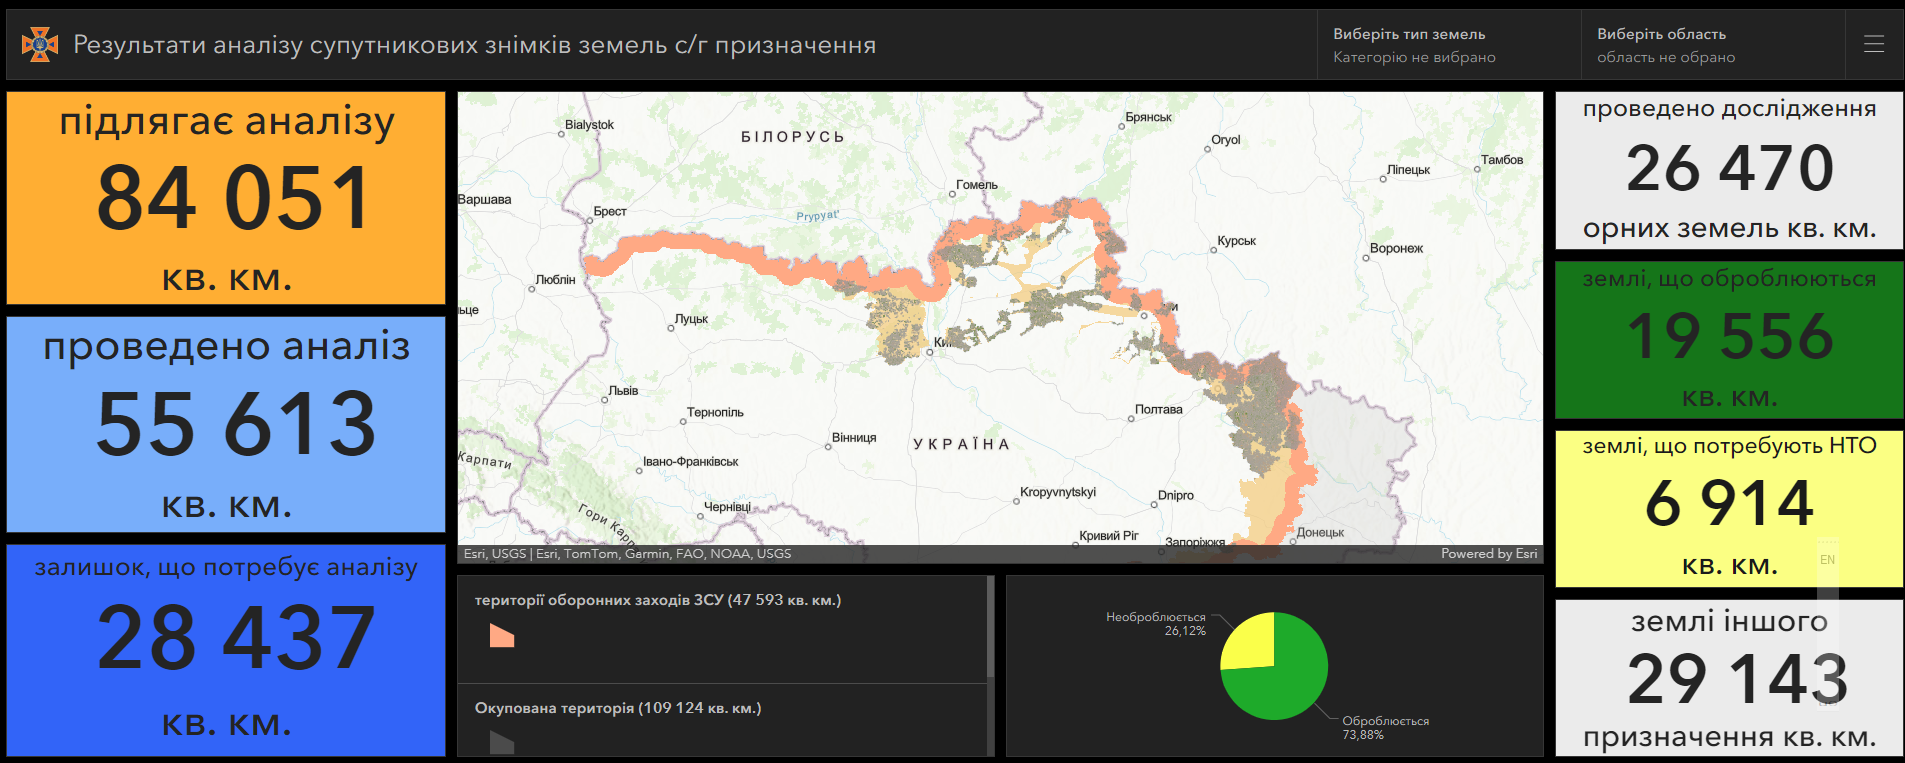 Результати аналізу супутникових знімків земель с/г призначення
Виберіть тип земель
Категорію не вибрано
Виберіть область
область не обрано
підлягає аналізу
84 051
кв. км.
проведено аналіз
55 613
кв. км.
залишок, що потребує аналізу
28 437
кв. км.
Bialystok
БІЛОРУСЬ
Брянськ
Oryol
Тамбов
Ліпецьк
Варшава
Гомель
Брест
Prypyat'
Курськ
Воронеж
Люблін
ьце
Луцьк
Ки
и
Львів
Тернопіль
Полтава
Вінниця
УКРАЇНА
Карпати
Івано-Франківськ
Kropyvnytskyi
Dnipro
Чернівці
Гори Карп
Кривий Ріг
Запоріжжя
Донецьк
Esri, USGS | Esri, TomTom, Garmin, FAO, NOAA, USGS
Powered by Esri
території оборонних заходів ЗСУ (47 593 кв. км.)
Окупована територія (109 124 кв. км.)
Необроблюється
26,12%
Оброблюється
73,88%
проведено дослідження
26 470
орних земель кв. км.
землі, що оброблюються
19 556
кв. км.
землі, що потребують НТО
6 914
кв. км.
EN
землі іншого
29 143
призначення кв. км.